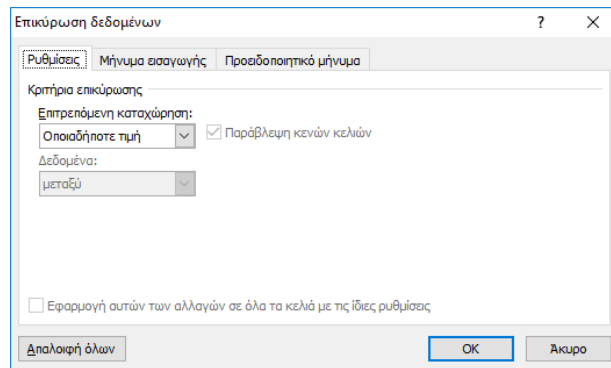 Επικύρωση δεδομένων ?
Ρυθμίσεις Μήνυμα εισαγωγής Προειδοποιητικό μήνυμα
Κριτήρια επικύρωσης
Επιτρεπόμενη καταχώρηση:
Οποιαδήποτε τιμή Παράβλεψη κενών κελιών
Δεδομένα:
μεταξύ
Εφαρμογή αυτών των αλλαγών σε όλα τα κελιά με τις ίδιες ρυθμίσεις
Απαλοιφή όλων OK Άκυρο